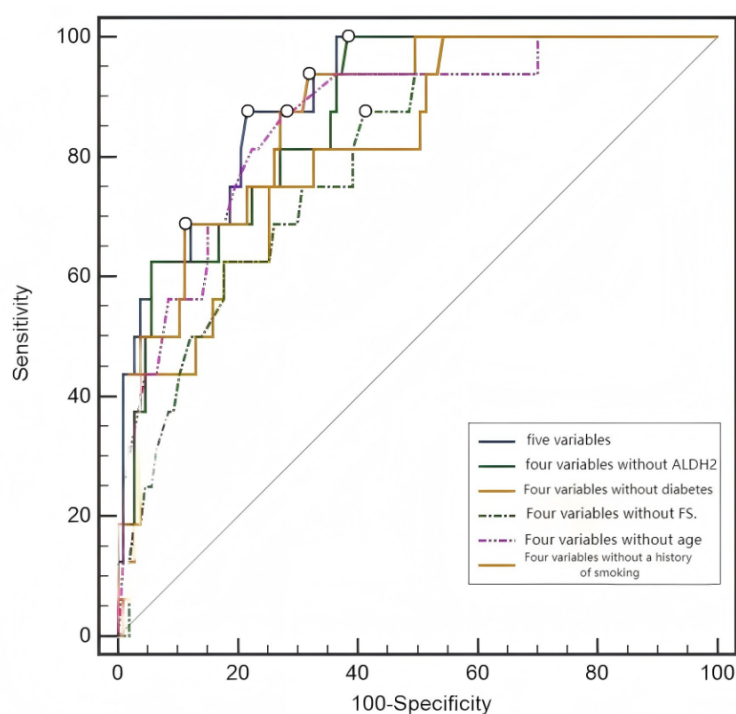 100
80
60
40
20
0
Sensitivity
0
20
40
60
80
100
100-Specificity
five variables
four variables without ALDH2
Four variables without diabetes
Four variables without FS.
Four variables without age
Four variables without a history
of smoking